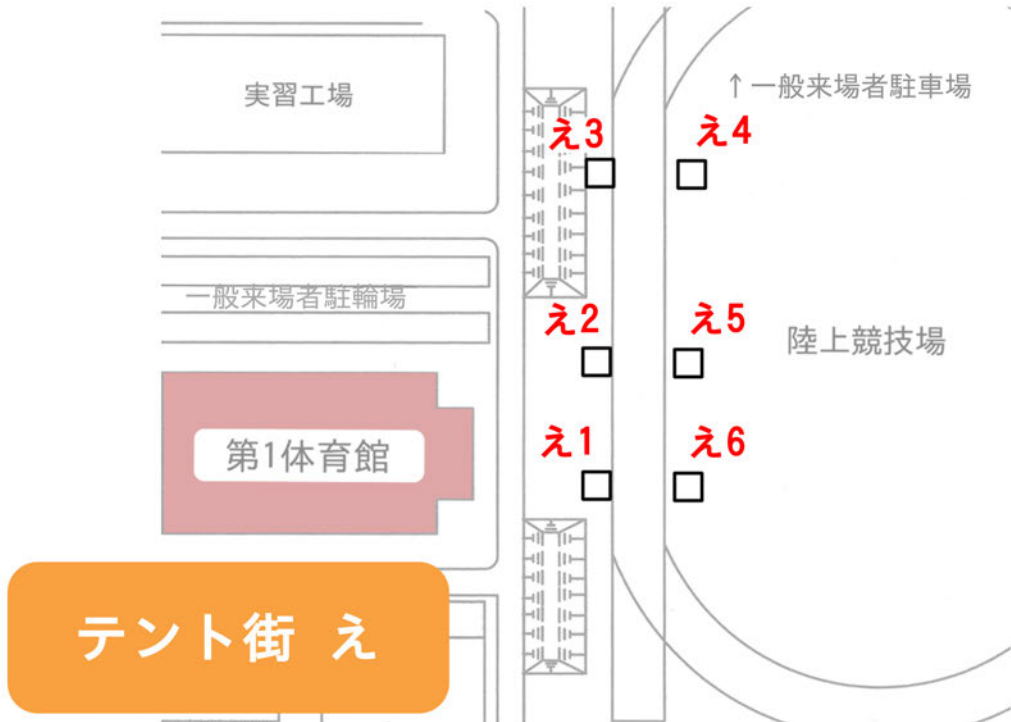 実習工場
↑一般来場者駐車場
え3
え4
一般来場者駐輪場
え2
え5
陸上競技場
え1
え6
第1体育館
テント街 え